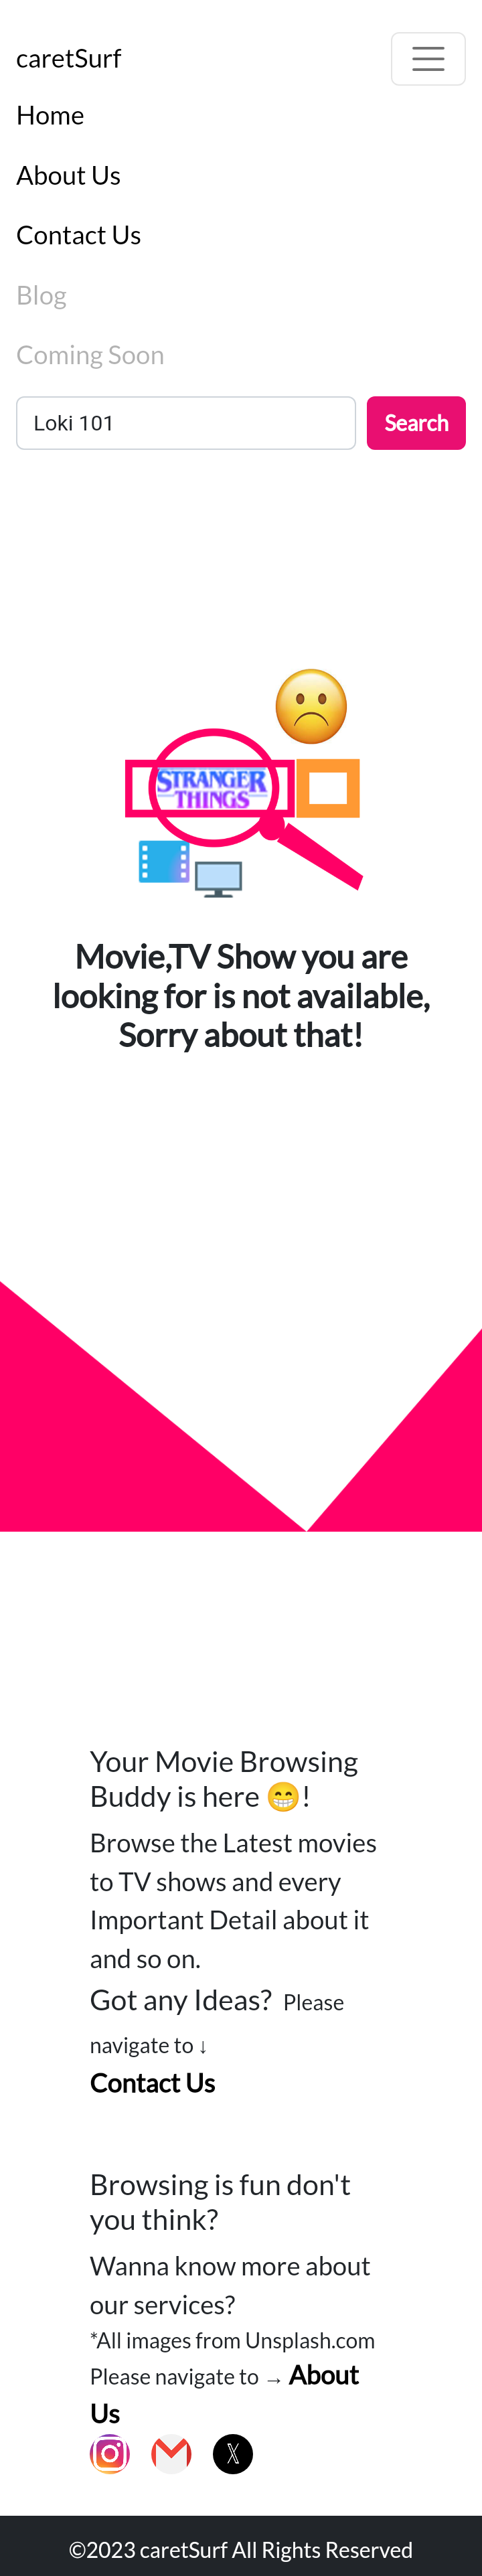 caretSurf
Home
About Us
Contact Us
Blog
Coming Soon
Loki 101
Search
STRANGER
THINGS
Movie,TV Show you are
looking for is not available,
Sorry about that!
Your Movie Browsing
Buddy is here 😁!
Browse the Latest movies
to TV shows and every
Important Detail about it
and so on.
Got any Ideas? Please
navigate to ↓
Contact Us
Browsing is fun don't
you think?
Wanna know more about
our services?
*All images from Unsplash.com
Please navigate to → About
Us
©2023 caretSurf All Rights Reserved